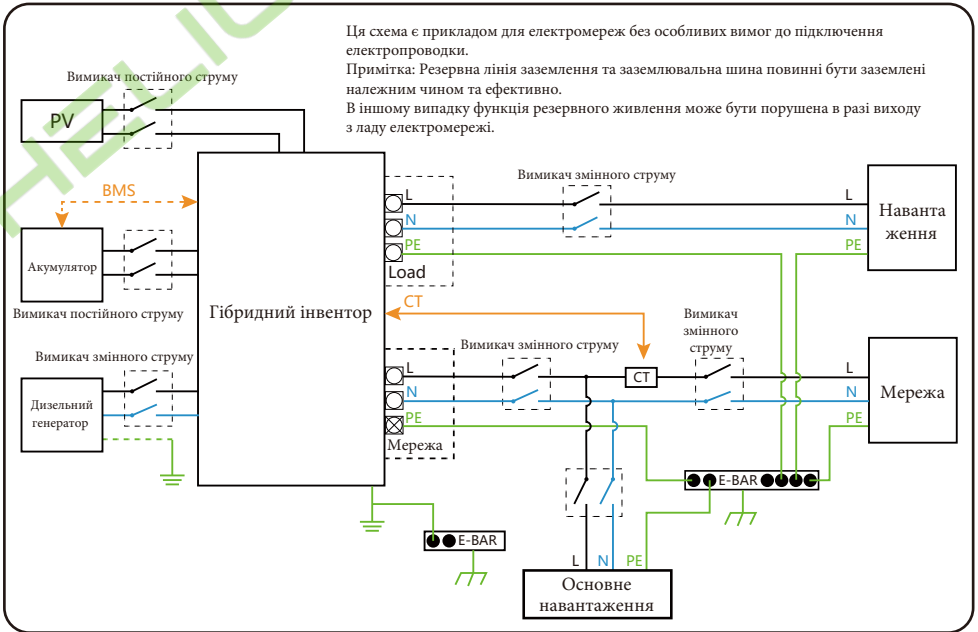 Ця схема є прикладом для електромереж без особливих вимог до підключення
електропроводки.
Примітка: Резервна лінія заземлення та заземлювальна шина повинні бути заземлені
належним чином та ефективно.
В іншому випадку функція резервного живлення може бути порушена в разі виходу
з ладу електромережі.
Вимикач постійного струму
PV
BMS
Акумулятор
Вимикач постійного струму
Вимикач змінного струму
Дизельний
генератор
Гібридний інвентор
L
N
PE
Load
Вимикач змінного струму
L
N
PE
Наванта
ження
CT
Вимикач змінного струму
Вимикач
змінного
струму
CT
L
N
PE
Мережа
L
N
PE
Мережа
E-BAR
E-BAR
L
N
PE
Основне
навантаження